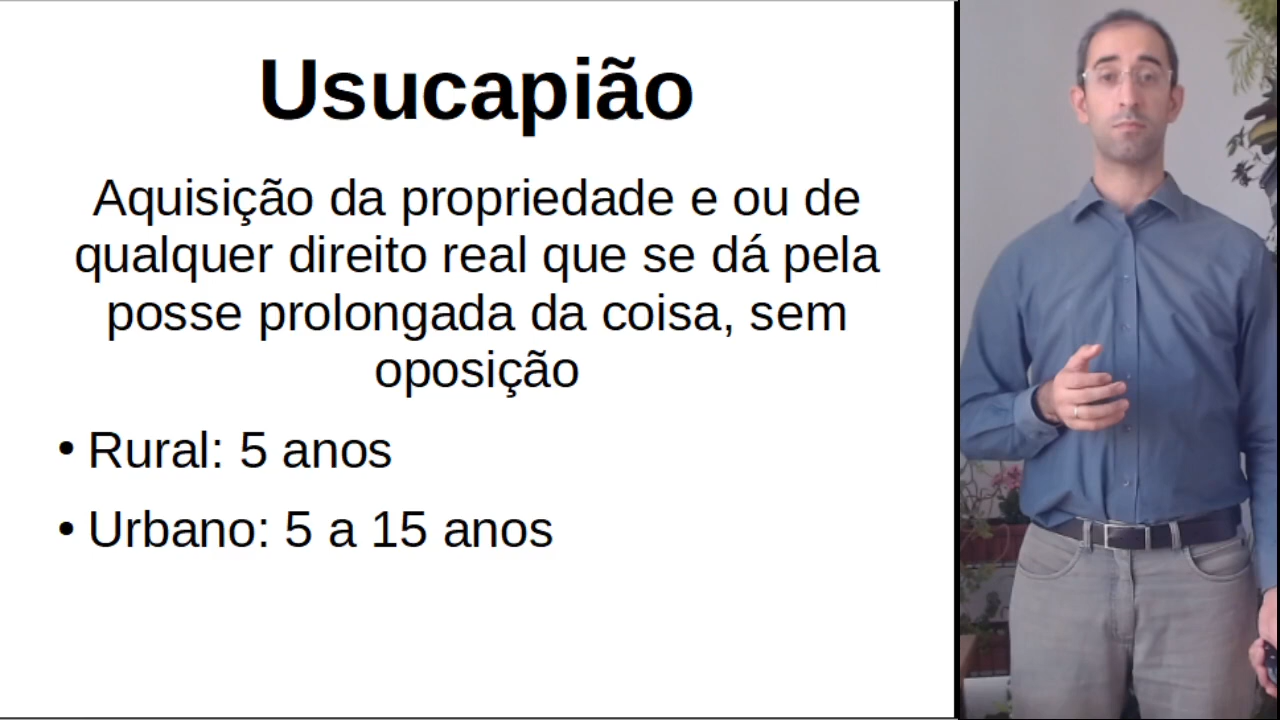 Usucapião
Aquisição da propriedade e ou de
qualquer direito real que se dá pela
posse prolongada da coisa, sem
oposição
• Rural: 5 anos
• Urbano: 5 a 15 anos